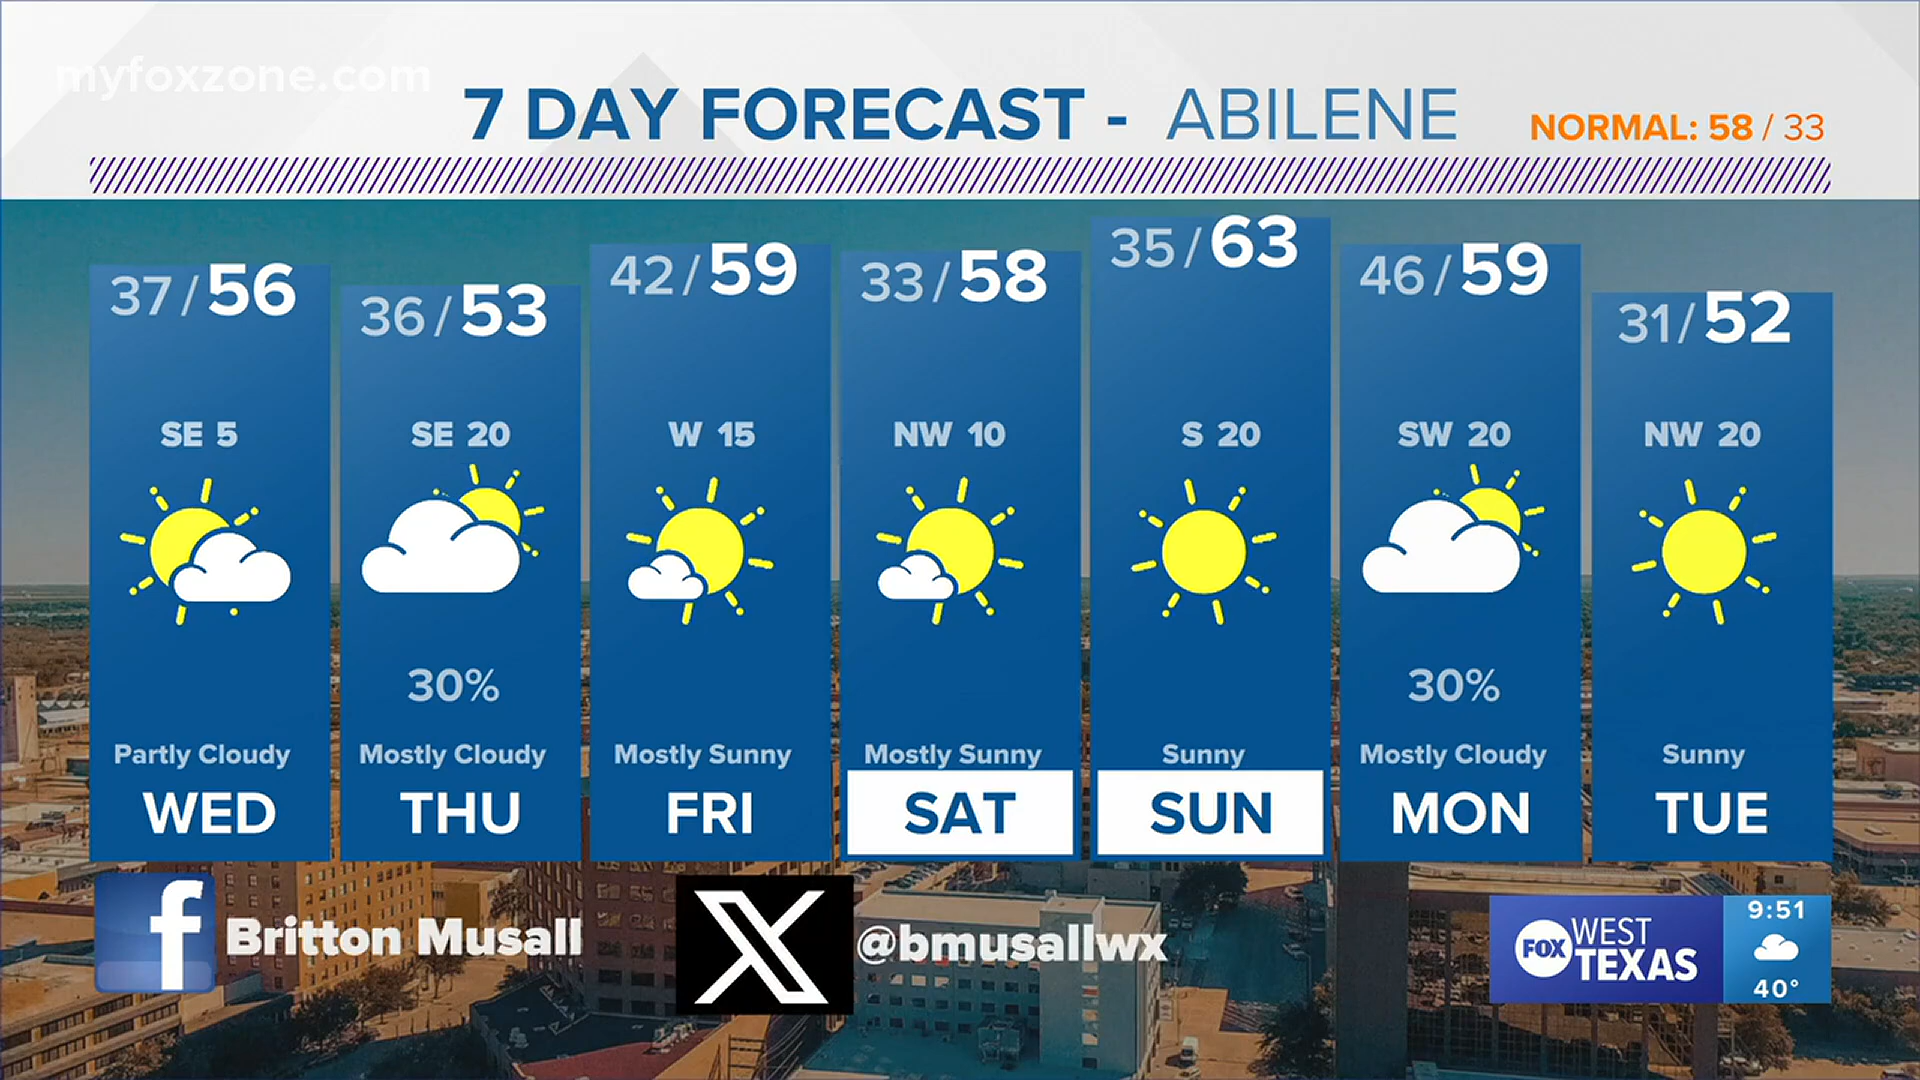 myfoxzone.com
7 DAY FORECAST - ABILENE
NORMAL: 58 / 33
37/56
SE 5
Partly Cloudy
WED
36/53
SE 20
30%
Mostly Cloudy
THU
42/59
W 15
Mostly Sunny
FRI
33/58
NW 10
Mostly Sunny
SAT
35/63
S 20
Sunny
SUN
46/59
SW 20
30%
Mostly Cloudy
MON
31/52
NW 20
Sunny
TUE
f
Britton Musall
X
@bmusallwx
FOX
WEST
TEXAS
9:51
40°